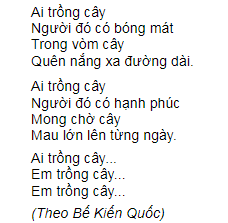 Ai trồng cây
Người đó có bóng mát
Trong vòm cây
Quên nắng xa đường dài.
Ai trồng cây
Người đó có hạnh phúc
Mong chờ cây
Mau lớn lên từng ngày.
Ai trồng cây...
Em trồng cây...
Em trồng cây...
(Theo Bế Kiến Quốc)